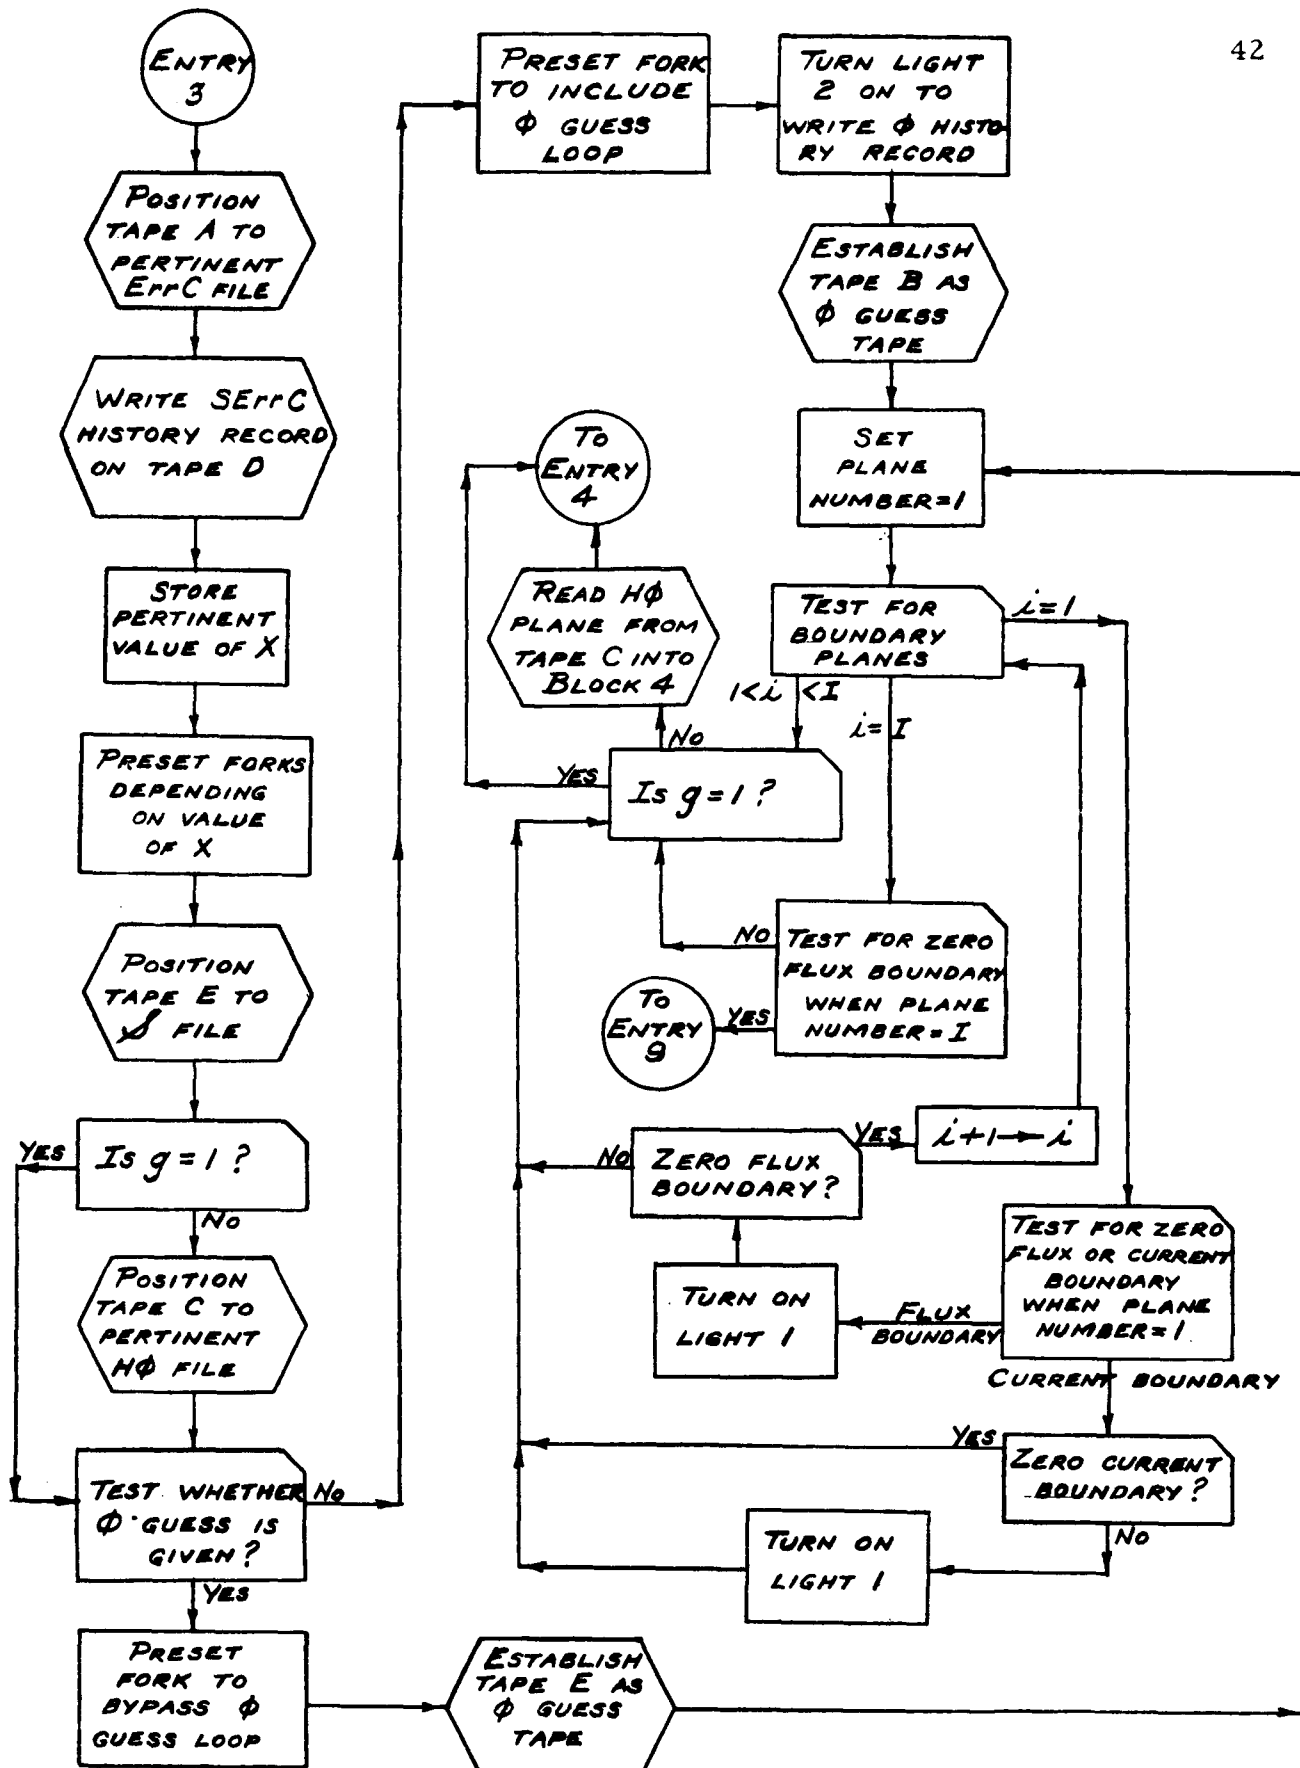 42
ENTRY
3
POSITION
TAPE A TO
PERTINENT
ErrC FILE
WRITE SErrC
HISTORY RECORD
ON TAPE D
STORE
PERTINENT
VALUE OF X
PRESET FORKS
DEPENDING
ON VALUE
OF X
POSITION
TAPE E TO
S FILE
YES
Is g = 1 ?
NO
POSITION
TAPE C TO
PERTINENT
HΦ FILE
TEST WHETHER
Φ GUESS IS
GIVEN?
NO
YES
PRESET
FORK TO
BYPASS Φ
GUESS LOOP
ESTABLISH
TAPE E AS
Φ GUESS
TAPE
PRESET FORK
TO INCLUDE
Φ GUESS
LOOP
TURN LIGHT
2 ON TO
WRITE Φ HISTO-
RY RECORD
ESTABLISH
TAPE B AS
Φ GUESS
TAPE
SET
PLANE
NUMBER=1
TEST FOR
BOUNDARY
PLANES
i=1
1<i<I
i=I
TO
ENTRY
4
READ HΦ
PLANE FROM
TAPE C INTO
BLOCK 4
NO
YES
Is g = 1 ?
NO
TEST FOR ZERO
FLUX BOUNDARY
WHEN PLANE
NUMBER = I
YES
TO
ENTRY
9
NO
ZERO FLUX
BOUNDARY?
YES
i+1→i
TURN ON
LIGHT 1
FLUX
BOUNDARY
TEST FOR ZERO
FLUX OR CURRENT
BOUNDARY
WHEN PLANE
NUMBER=1
CURRENT BOUNDARY
YES
ZERO CURRENT
BOUNDARY?
NO
TURN ON
LIGHT 1